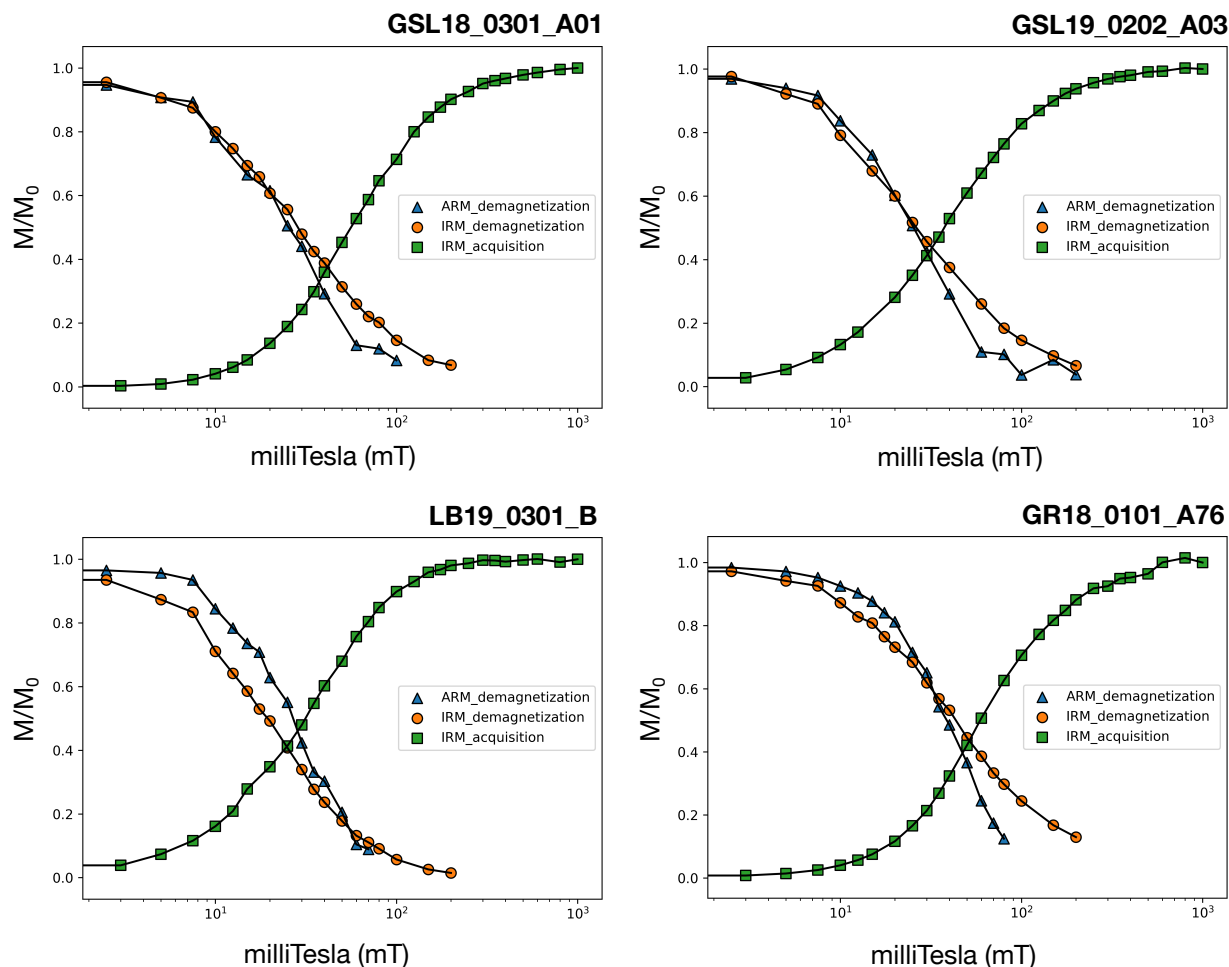 GSL18_0301_A01
M/M0
1.0
0.8
0.6
0.4
0.2
0.0
ARM_demagnetization
IRM_demagnetization
IRM_acquisition
10¹
10²
10³
milliTesla (mT)
GSL19_0202_A03
M/M0
1.0
0.8
0.6
0.4
0.2
0.0
ARM_demagnetization
IRM_demagnetization
IRM_acquisition
10¹
10²
10³
milliTesla (mT)
LB19_0301_B
M/M0
1.0
0.8
0.6
0.4
0.2
0.0
ARM_demagnetization
IRM_demagnetization
IRM_acquisition
10¹
10²
10³
milliTesla (mT)
GR18_0101_A76
M/M0
1.0
0.8
0.6
0.4
0.2
0.0
ARM_demagnetization
IRM_demagnetization
IRM_acquisition
10¹
10²
10³
milliTesla (mT)